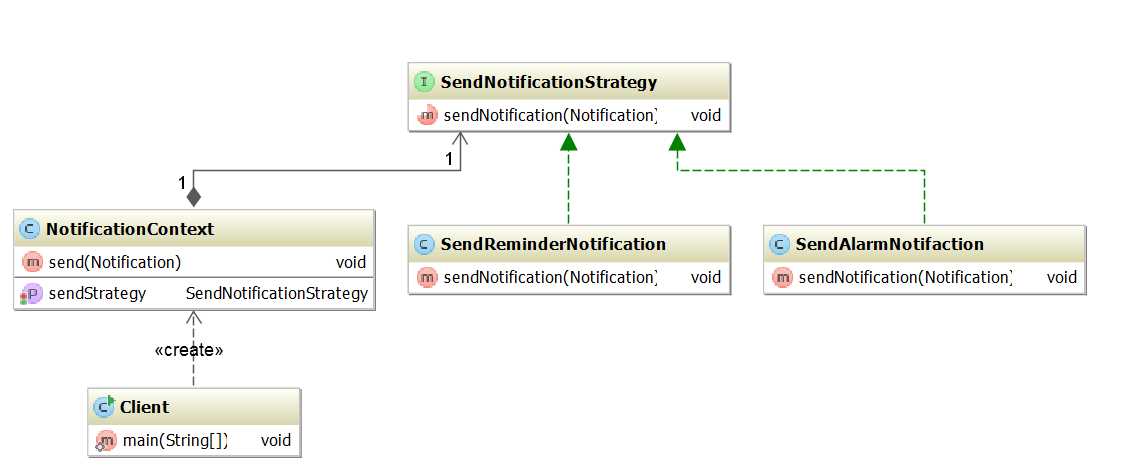 I SendNotificationStrategy
m sendNotification(Notification) void
1
1
C NotificationContext
m send(Notification) void
P sendStrategy SendNotificationStrategy
C SendReminderNotification
m sendNotification(Notification) void
C SendAlarmNotifaction
m sendNotification(Notification) void
«create»
C Client
m main(String[]) void